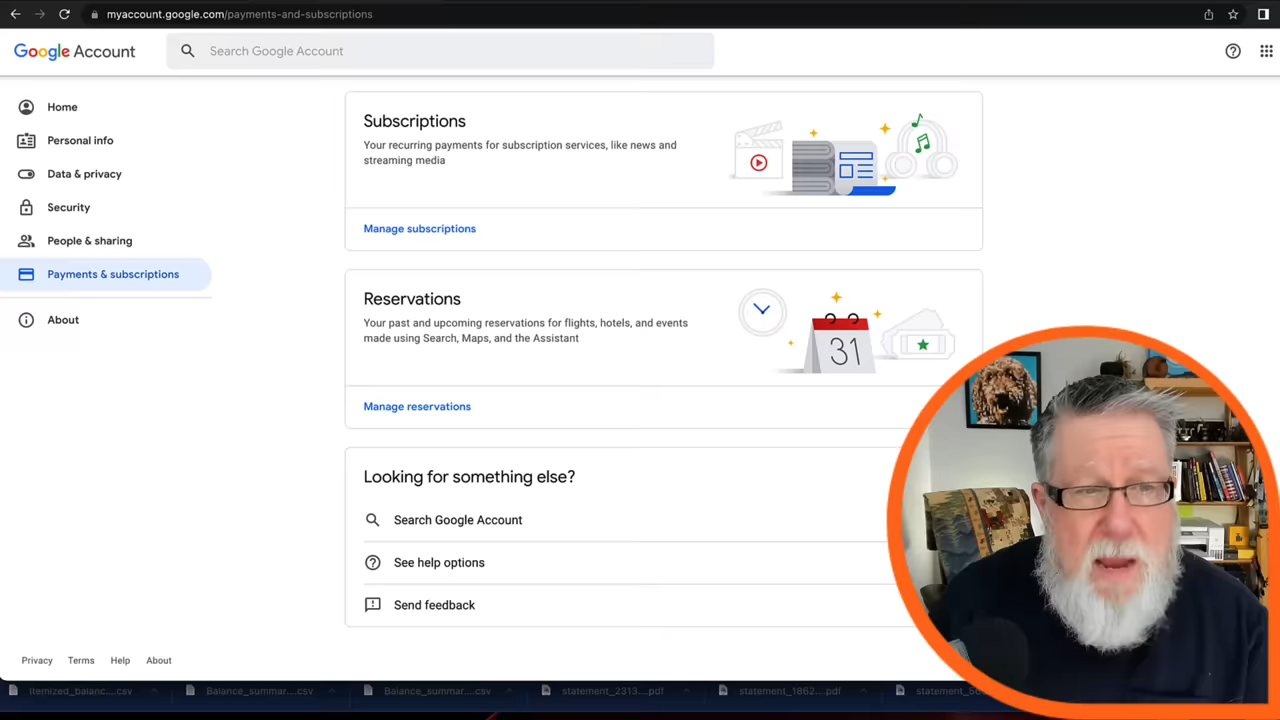 myaccount.google.com/payments-and-subscriptions
Google Account
Search Google Account
Home
Personal info
Data & privacy
Security
People & sharing
Payments & subscriptions
About
Subscriptions
Your recurring payments for subscription services, like news and
streaming media
Manage subscriptions
Reservations
Your past and upcoming reservations for flights, hotels, and events
made using Search, Maps, and the Assistant
31
Manage reservations
Looking for something else?
Search Google Account
See help options
Send feedback
Privacy Terms Help About
Itemized_balanc....csv
Balance_summar....csv
Balance_summar....csv
statement_2313....pdf
statement_1862....pdf